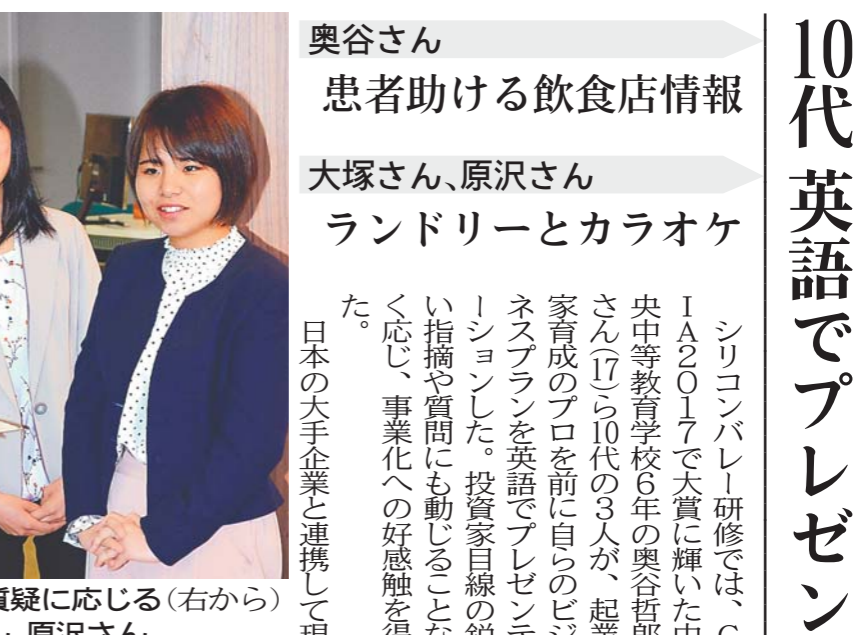 10代 英語でプレゼン
奥谷さん
患者助ける飲食店情報
大塚さん、原沢さん
ランドリーとカラオケ
シリコンバレー研修では、G
IA2017で大賞に輝いた中
央中等教育学校6年の奥谷哲郎
さん(17)ら10代の3人が、起業
家育成のプロを前に自らのビジ
ネスプランを英語でプレゼンテ
ーションした。投資家目線の鋭
い指摘や質問にも動じることな
く応じ、事業化への好感触を得
た。
日本の大手企業と連携して現
質疑に応じる(右から)
、原沢さん